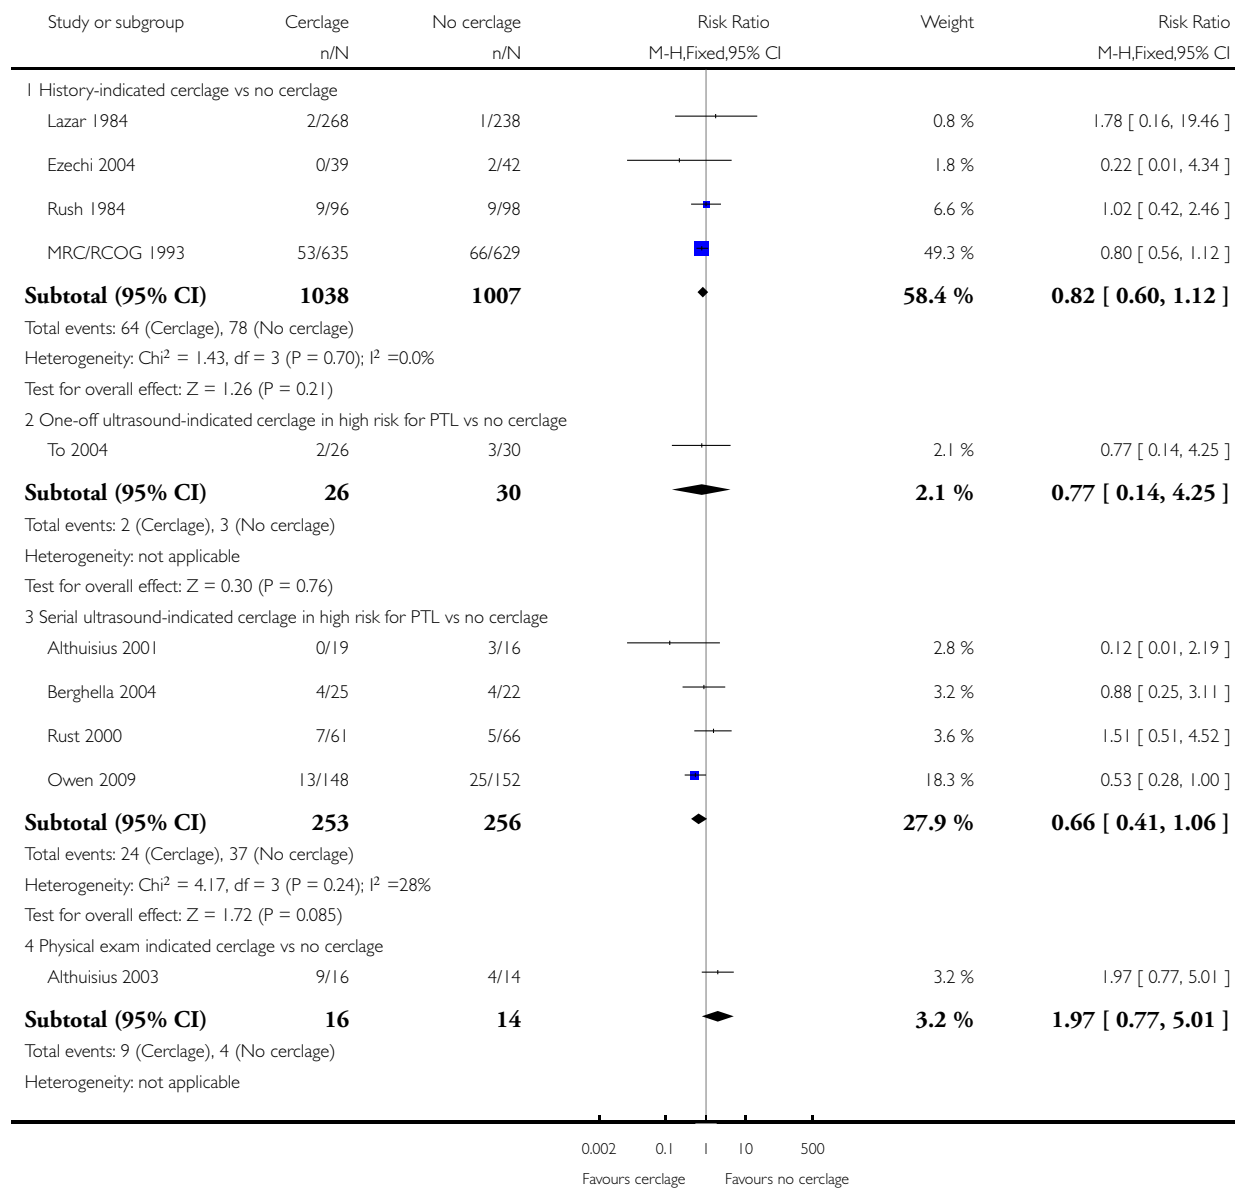 Study or subgroup Cerclage No cerclage Risk Ratio Weight Risk Ratio
n/N n/N M-H,Fixed,95% CI M-H,Fixed,95% CI
1 History-indicated cerclage vs no cerclage
Lazar 1984 2/268 1/238 0.8 % 1.78 [ 0.16, 19.46 ]
Ezechi 2004 0/39 2/42 1.8 % 0.22 [ 0.01, 4.34 ]
Rush 1984 9/96 9/98 6.6 % 1.02 [ 0.42, 2.46 ]
MRC/RCOG 1993 53/635 66/629 49.3 % 0.80 [ 0.56, 1.12 ]
Subtotal (95% CI) 1038 1007 58.4 % 0.82 [ 0.60, 1.12 ]
Total events: 64 (Cerclage), 78 (No cerclage)
Heterogeneity: Chi² = 1.43, df = 3 (P = 0.70); I² =0.0%
Test for overall effect: Z = 1.26 (P = 0.21)
2 One-off ultrasound-indicated cerclage in high risk for PTL vs no cerclage
To 2004 2/26 3/30 2.1 % 0.77 [ 0.14, 4.25 ]
Subtotal (95% CI) 26 30 2.1 % 0.77 [ 0.14, 4.25 ]
Total events: 2 (Cerclage), 3 (No cerclage)
Heterogeneity: not applicable
Test for overall effect: Z = 0.30 (P = 0.76)
3 Serial ultrasound-indicated cerclage in high risk for PTL vs no cerclage
Althuisius 2001 0/19 3/16 2.8 % 0.12 [ 0.01, 2.19 ]
Berghella 2004 4/25 4/22 3.2 % 0.88 [ 0.25, 3.11 ]
Rust 2000 7/61 5/66 3.6 % 1.51 [ 0.51, 4.52 ]
Owen 2009 13/148 25/152 18.3 % 0.53 [ 0.28, 1.00 ]
Subtotal (95% CI) 253 256 27.9 % 0.66 [ 0.41, 1.06 ]
Total events: 24 (Cerclage), 37 (No cerclage)
Heterogeneity: Chi² = 4.17, df = 3 (P = 0.24); I² =28%
Test for overall effect: Z = 1.72 (P = 0.085)
4 Physical exam indicated cerclage vs no cerclage
Althuisius 2003 9/16 4/14 3.2 % 1.97 [ 0.77, 5.01 ]
Subtotal (95% CI) 16 14 3.2 % 1.97 [ 0.77, 5.01 ]
Total events: 9 (Cerclage), 4 (No cerclage)
Heterogeneity: not applicable
0.002 0.1 1 10 500
Favours cerclage Favours no cerclage